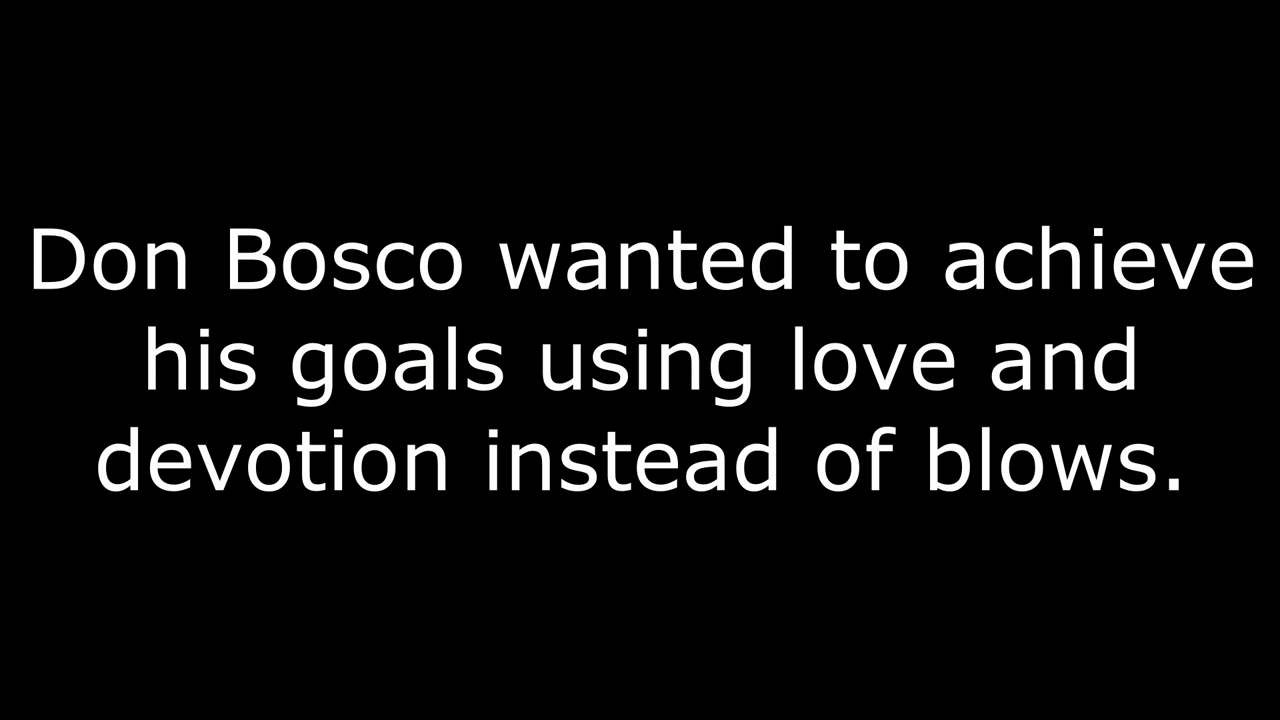 Don Bosco wanted to achieve
his goals using love and
devotion instead of blows.